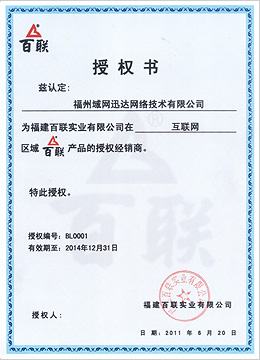 百联
授权书
兹认定：
福州域网迅达网络技术有限公司
为福建百联实业有限公司在 互联网
区域 百联 产品的授权经销商。
特此授权。
授权编号：BL0001
有效期至：2014年12月31日
福建百联实业有限公司
授权人：
日期：2011 年 6 月 20 日